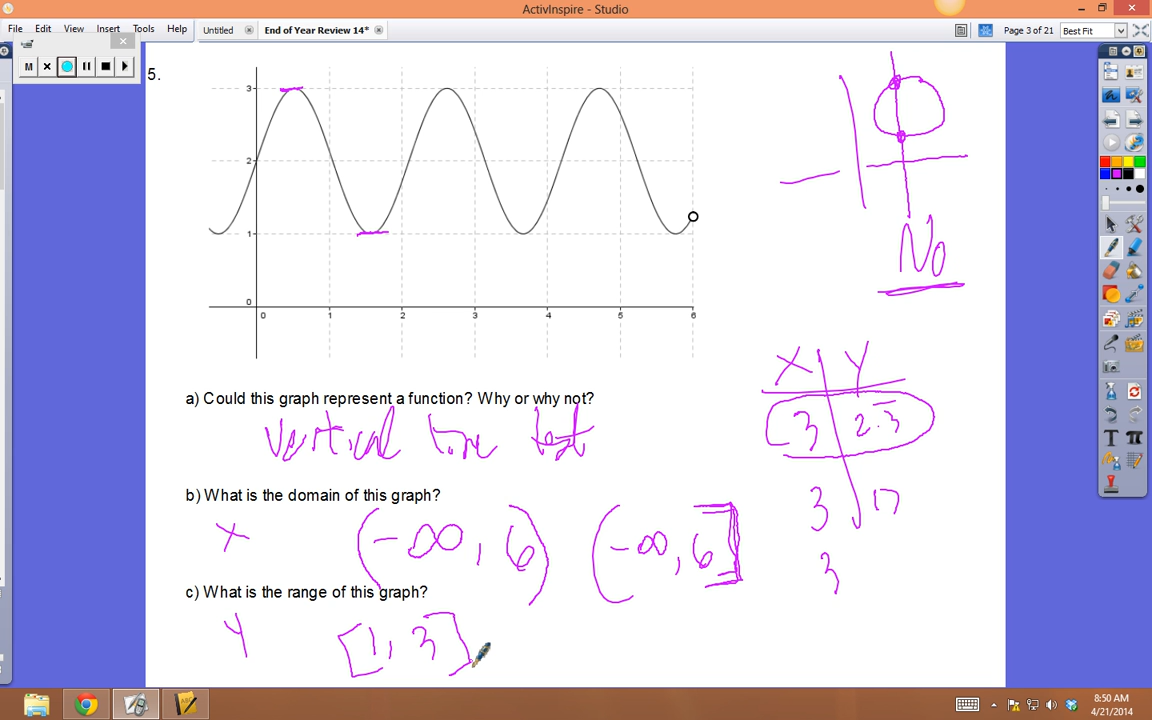 ActivInspire - Studio
File Edit View Insert Tools Help
Untitled
End of Year Review 14*
Page 3 of 21
Best Fit
M
5.
3
2
1
0
0 1 2 3 4 5 6
No
X Y
3 2.3
3 17
3
a) Could this graph represent a function? Why or why not?
Vertical line test
b) What is the domain of this graph?
X (-∞, 6) (-∞, 6]
c) What is the range of this graph?
Y [1, 3]
8:50 AM
4/21/2014